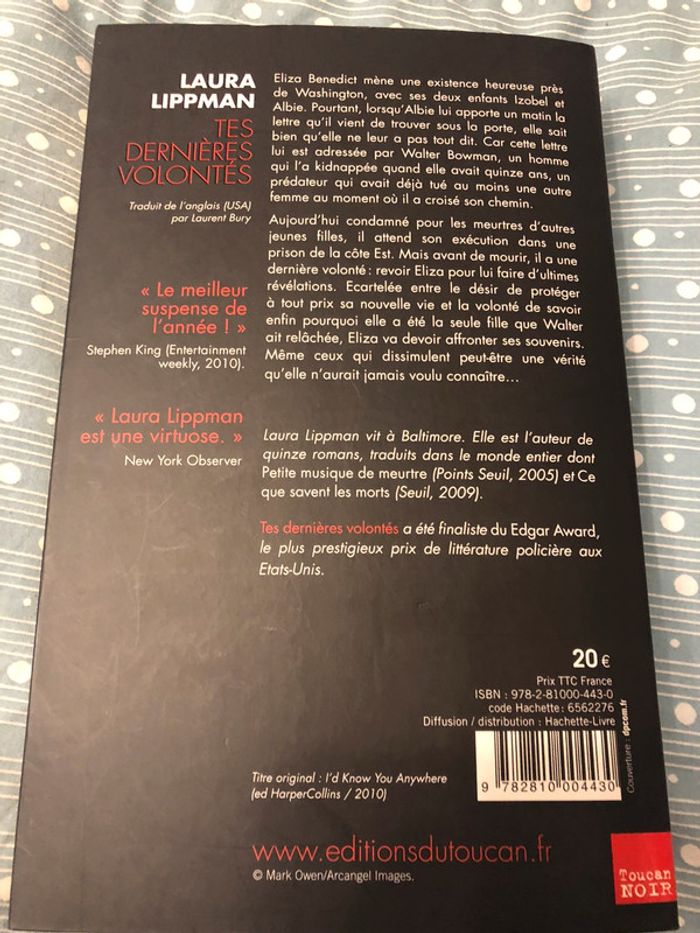 LAURA
LIPPMAN
TES
DERNIÈRES
VOLONTÉS
Traduit de l'anglais (USA)
par Laurent Bury
« Le meilleur
suspense de
l'année ! »
Stephen King (Entertainment
weekly, 2010).
« Laura Lippman
est une virtuose. »
New York Observer
Eliza Benedict mène une existence heureuse près
de Washington, avec ses deux enfants Izobel et
Albie. Pourtant, lorsqu'Albie lui apporte un matin la
lettre qu'il vient de trouver sous la porte, elle sait
bien qu'elle ne leur a pas tout dit. Car cette lettre
lui est adressée par Walter Bowman, un homme
qui l'a kidnappée quand elle avait quinze ans, un
prédateur qui avait déjà tué au moins une autre
femme au moment où il a croisé son chemin.
Aujourd'hui condamné pour les meurtres d'autres
jeunes filles, il attend son exécution dans une
prison de la côte Est. Mais avant de mourir, il a une
dernière volonté : revoir Eliza pour lui faire d'ultimes
révélations. Ecartelée entre le désir de protéger
à tout prix sa nouvelle vie et la volonté de savoir
enfin pourquoi elle a été la seule fille que Walter
ait relâchée, Eliza va devoir affronter ses souvenirs.
Même ceux qui dissimulent peut-être une vérité
qu'elle n'aurait jamais voulu connaître...
Laura Lippman vit à Baltimore. Elle est l'auteur de
quinze romans, traduits dans le monde entier dont
Petite musique de meurtre (Points Seuil, 2005) et Ce
que savent les morts (Seuil, 2009).
Tes dernières volontés a été finaliste du Edgar Award,
le plus prestigieux prix de littérature policière aux
Etats-Unis.
20 €
Prix TTC France
ISBN : 978-2-81000-443-0
code Hachette : 6562276
Diffusion / distribution : Hachette-Livre
Couverture : dpcom.fr
9 782810 004430
Titre original : I'd Know You Anywhere
(ed HarperCollins / 2010)
www.editionsdutoucan.fr
© Mark Owen/Arcangel Images.
Toucan
NOIR